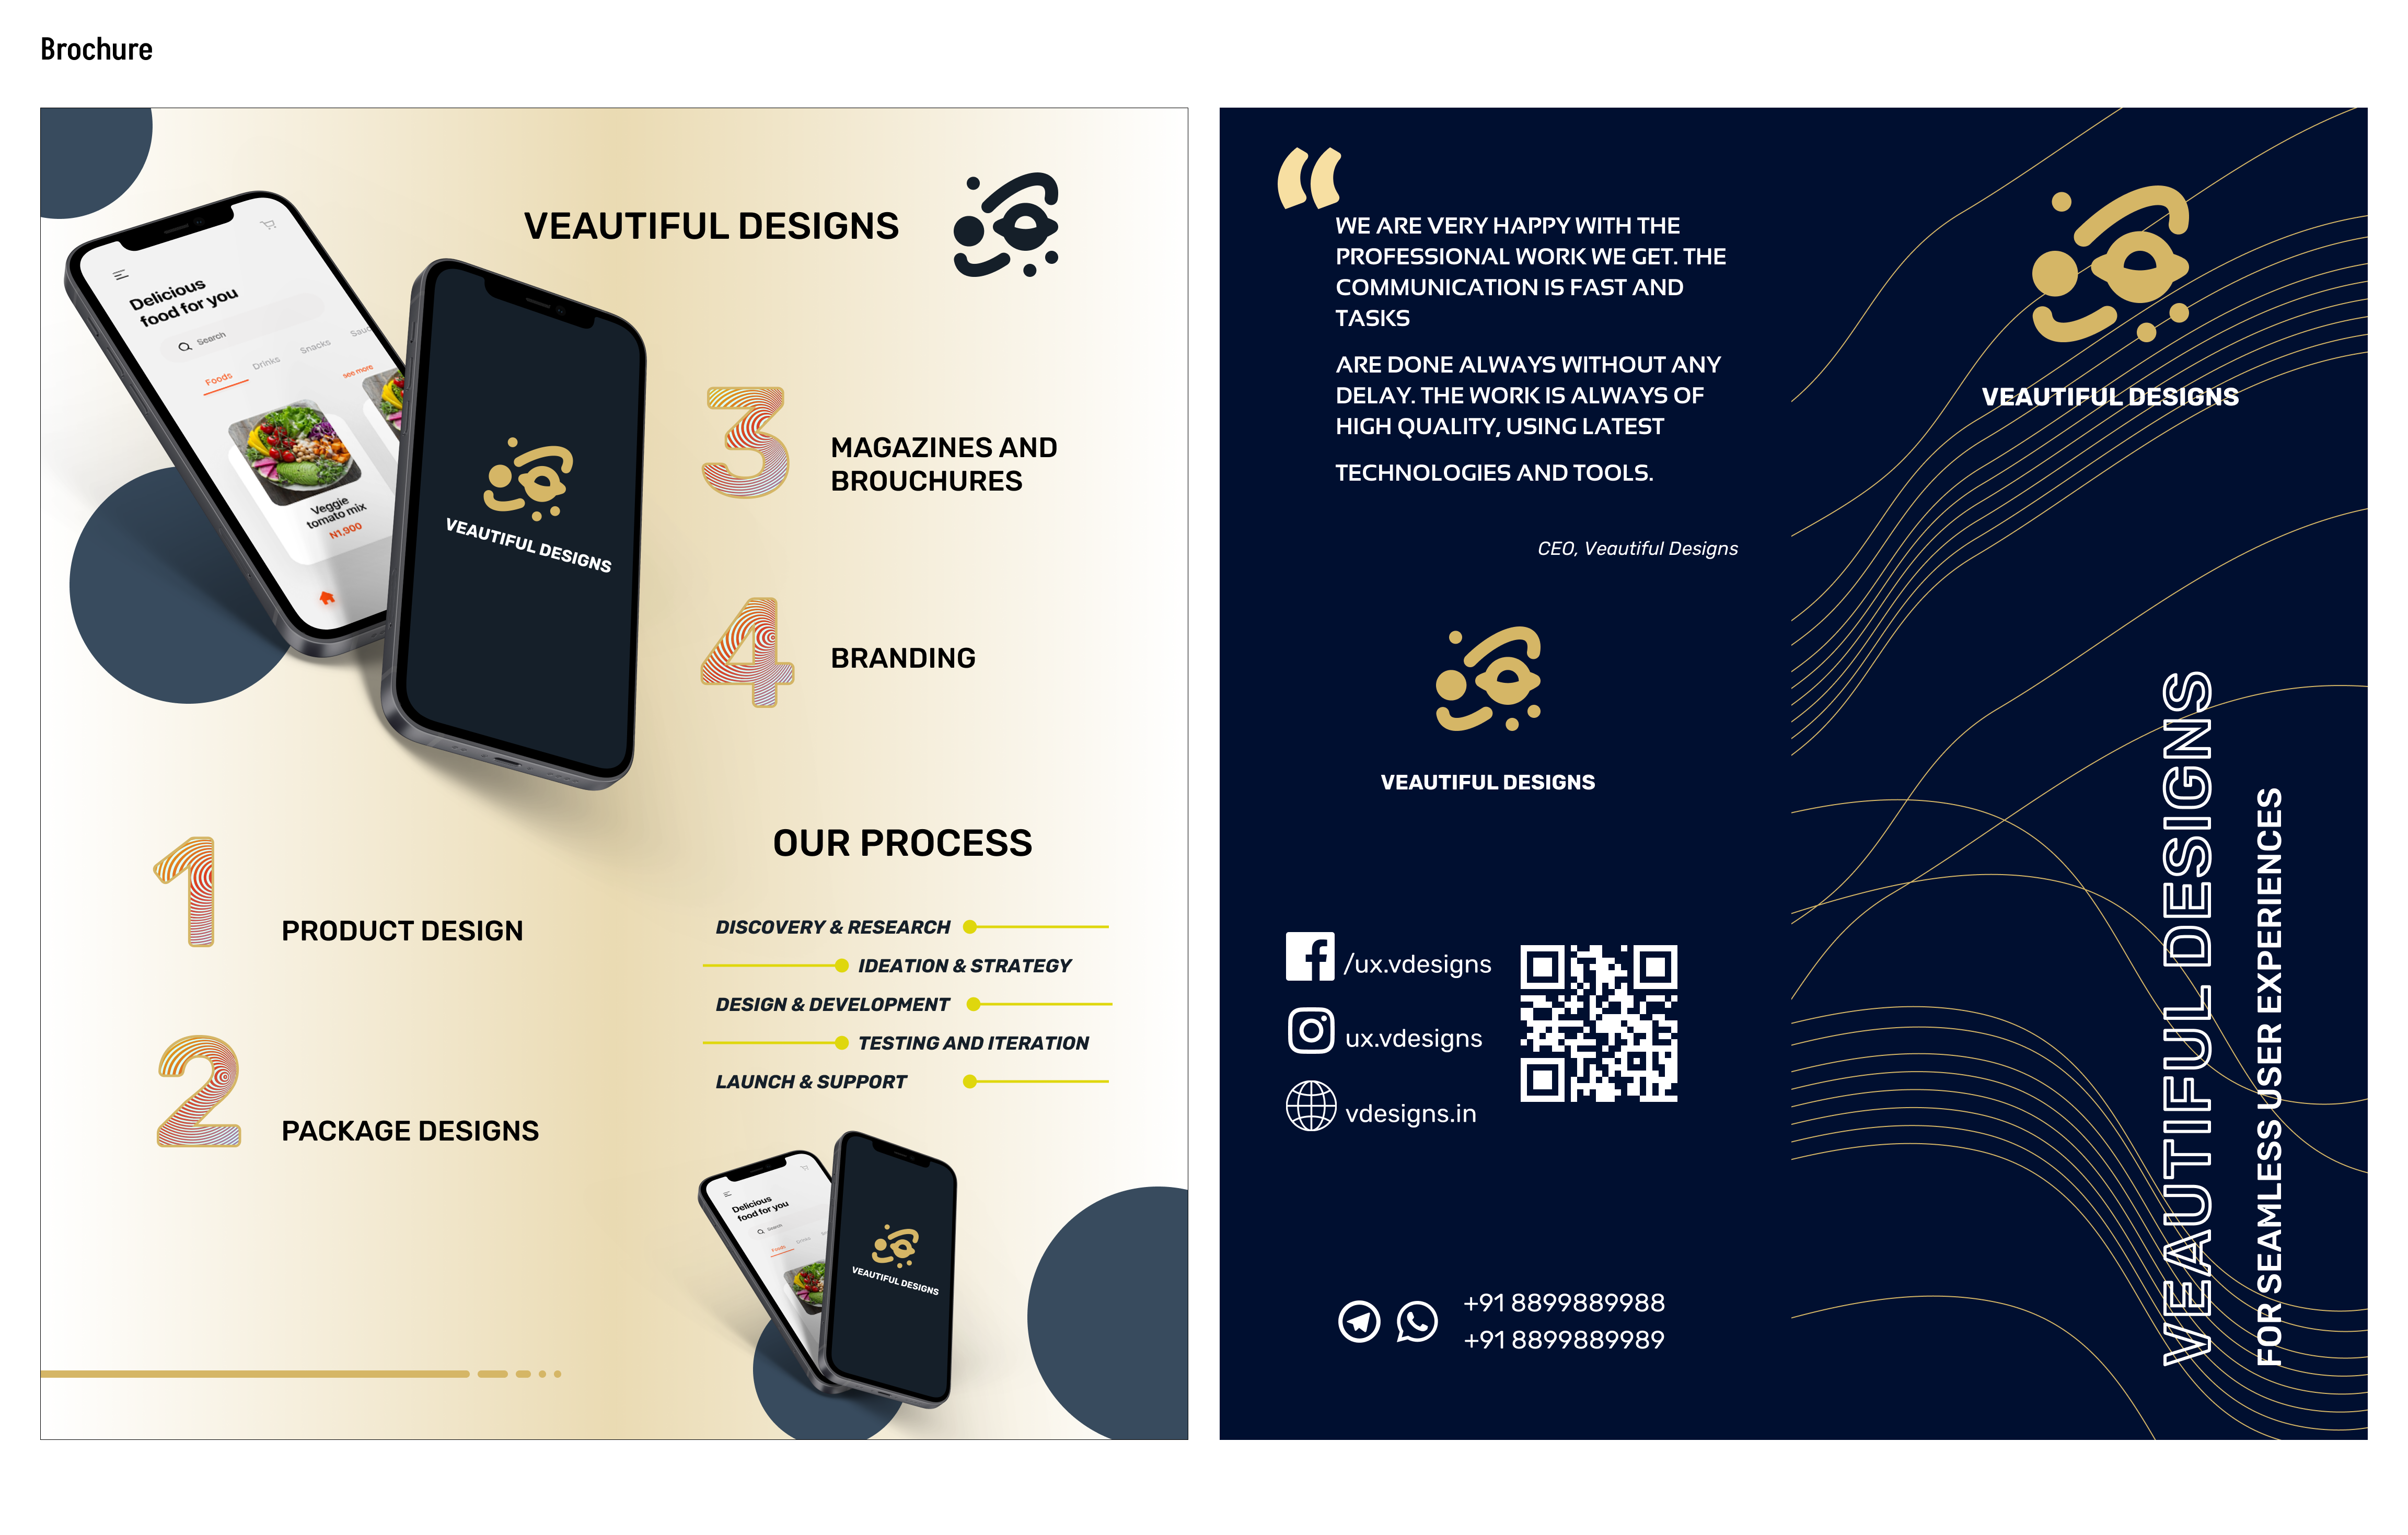 Brochure
VEAUTIFUL DESIGNS
Delicious
food for you
Search
Foods
Drinks
Snacks
see more
Veggie
tomato mix
₦1,900
VEAUTIFUL DESIGNS
3
MAGAZINES AND
BROUCHURES
4
BRANDING
1
PRODUCT DESIGN
2
PACKAGE DESIGNS
OUR PROCESS
DISCOVERY & RESEARCH
IDEATION & STRATEGY
DESIGN & DEVELOPMENT
TESTING AND ITERATION
LAUNCH & SUPPORT
Delicious
food for you
Search
Foods
VEAUTIFUL DESIGNS
“
WE ARE VERY HAPPY WITH THE
PROFESSIONAL WORK WE GET. THE
COMMUNICATION IS FAST AND
TASKS
ARE DONE ALWAYS WITHOUT ANY
DELAY. THE WORK IS ALWAYS OF
HIGH QUALITY, USING LATEST
TECHNOLOGIES AND TOOLS.
CEO, Veautiful Designs
VEAUTIFUL DESIGNS
/ux.vdesigns
ux.vdesigns
vdesigns.in
+91 8899889988
+91 8899889989
VEAUTIFUL DESIGNS
VEAUTIFUL DESIGNS
FOR SEAMLESS USER EXPERIENCES